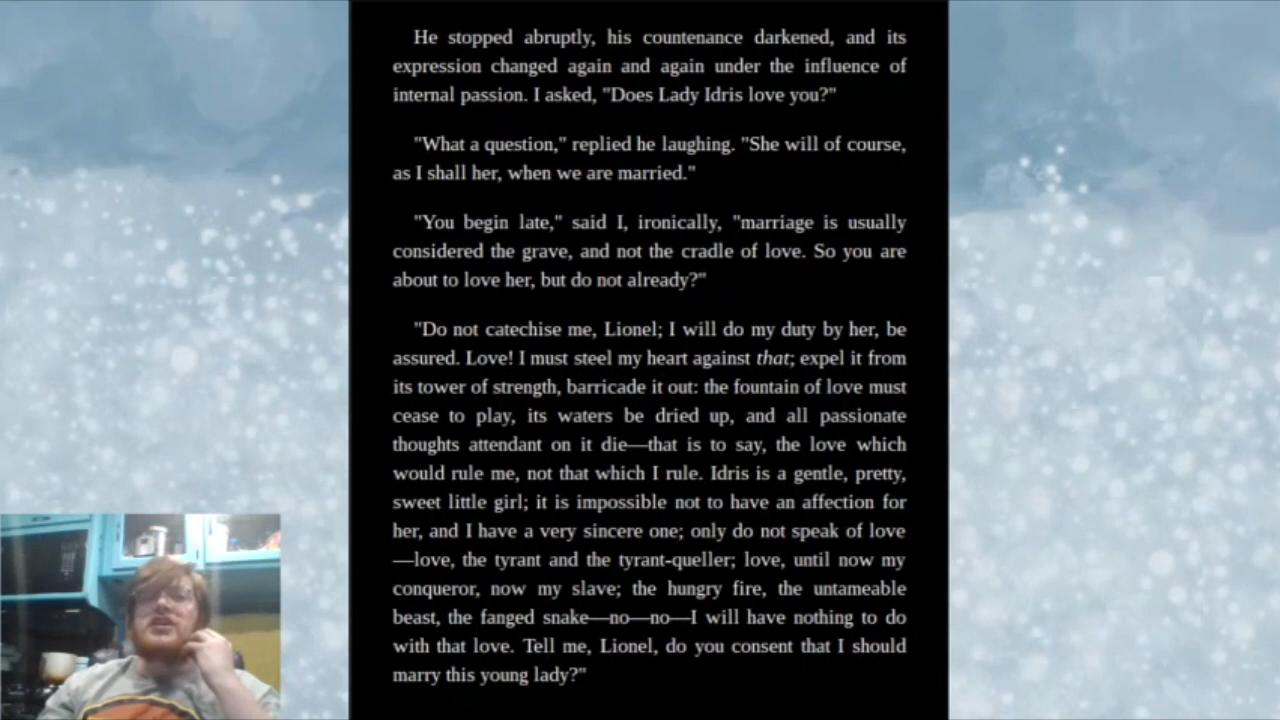 He stopped abruptly, his countenance darkened, and its
expression changed again and again under the influence of
internal passion. I asked, "Does Lady Idris love you?"
"What a question," replied he laughing. "She will of course,
as I shall her, when we are married."
"You begin late," said I, ironically, "marriage is usually
considered the grave, and not the cradle of love. So you are
about to love her, but do not already?"
"Do not catechise me, Lionel; I will do my duty by her, be
assured. Love! I must steel my heart against that; expel it from
its tower of strength, barricade it out: the fountain of love must
cease to play, its waters be dried up, and all passionate
thoughts attendant on it die—that is to say, the love which
would rule me, not that which I rule. Idris is a gentle, pretty,
sweet little girl; it is impossible not to have an affection for
her, and I have a very sincere one; only do not speak of love
—love, the tyrant and the tyrant-queller; love, until now my
conqueror, now my slave; the hungry fire, the untameable
beast, the fanged snake—no—no—I will have nothing to do
with that love. Tell me, Lionel, do you consent that I should
marry this young lady?"